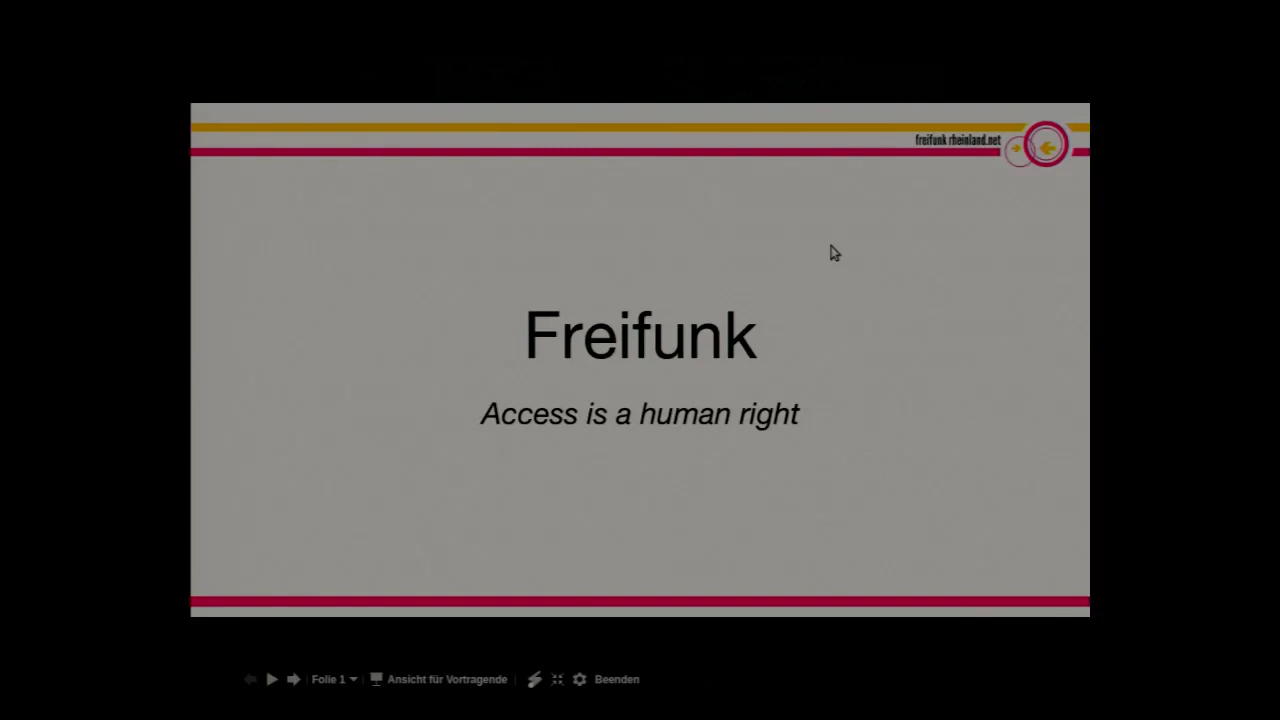 freifunk rheinland.net
Freifunk
Access is a human right
Folie 1
Ansicht für Vortragende
Beenden